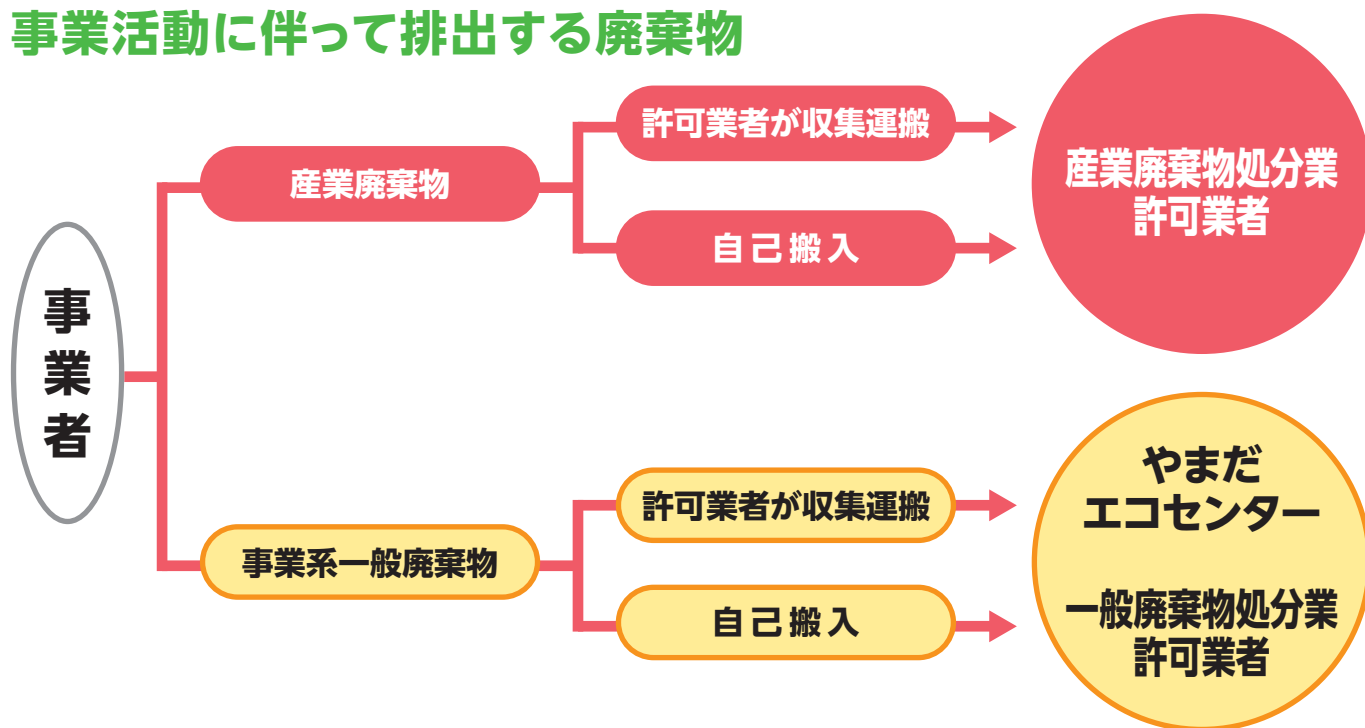 事業活動に伴って排出する廃棄物
事業者
産業廃棄物
許可業者が収集運搬
自己搬入
産業廃棄物処分業
許可業者
事業系一般廃棄物
許可業者が収集運搬
自己搬入
やまだ
エコセンター
一般廃棄物処分業
許可業者